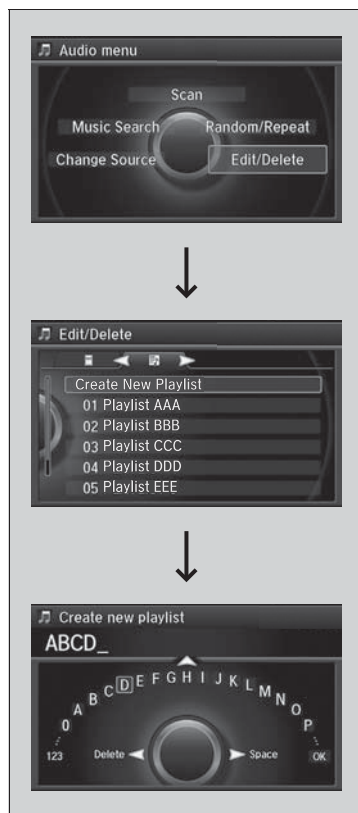 Audio menu
Scan
Music Search Random/Repeat
Change Source Edit/Delete
Edit/Delete
Create New Playlist
01 Playlist AAA
02 Playlist BBB
03 Playlist CCC
04 Playlist DDD
05 Playlist EEE
Create new playlist
ABCD_
0 A B C D E F G H I J K L M N O P
123 Delete Space OK